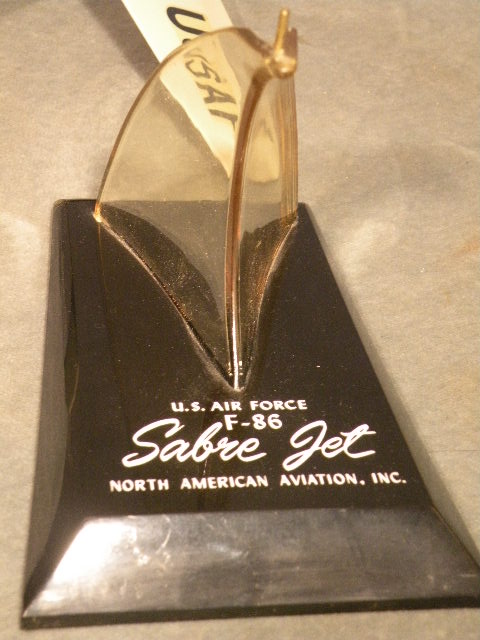 U.S. AIR FORCE
F-86
Sabre Jet
NORTH AMERICAN AVIATION, INC.